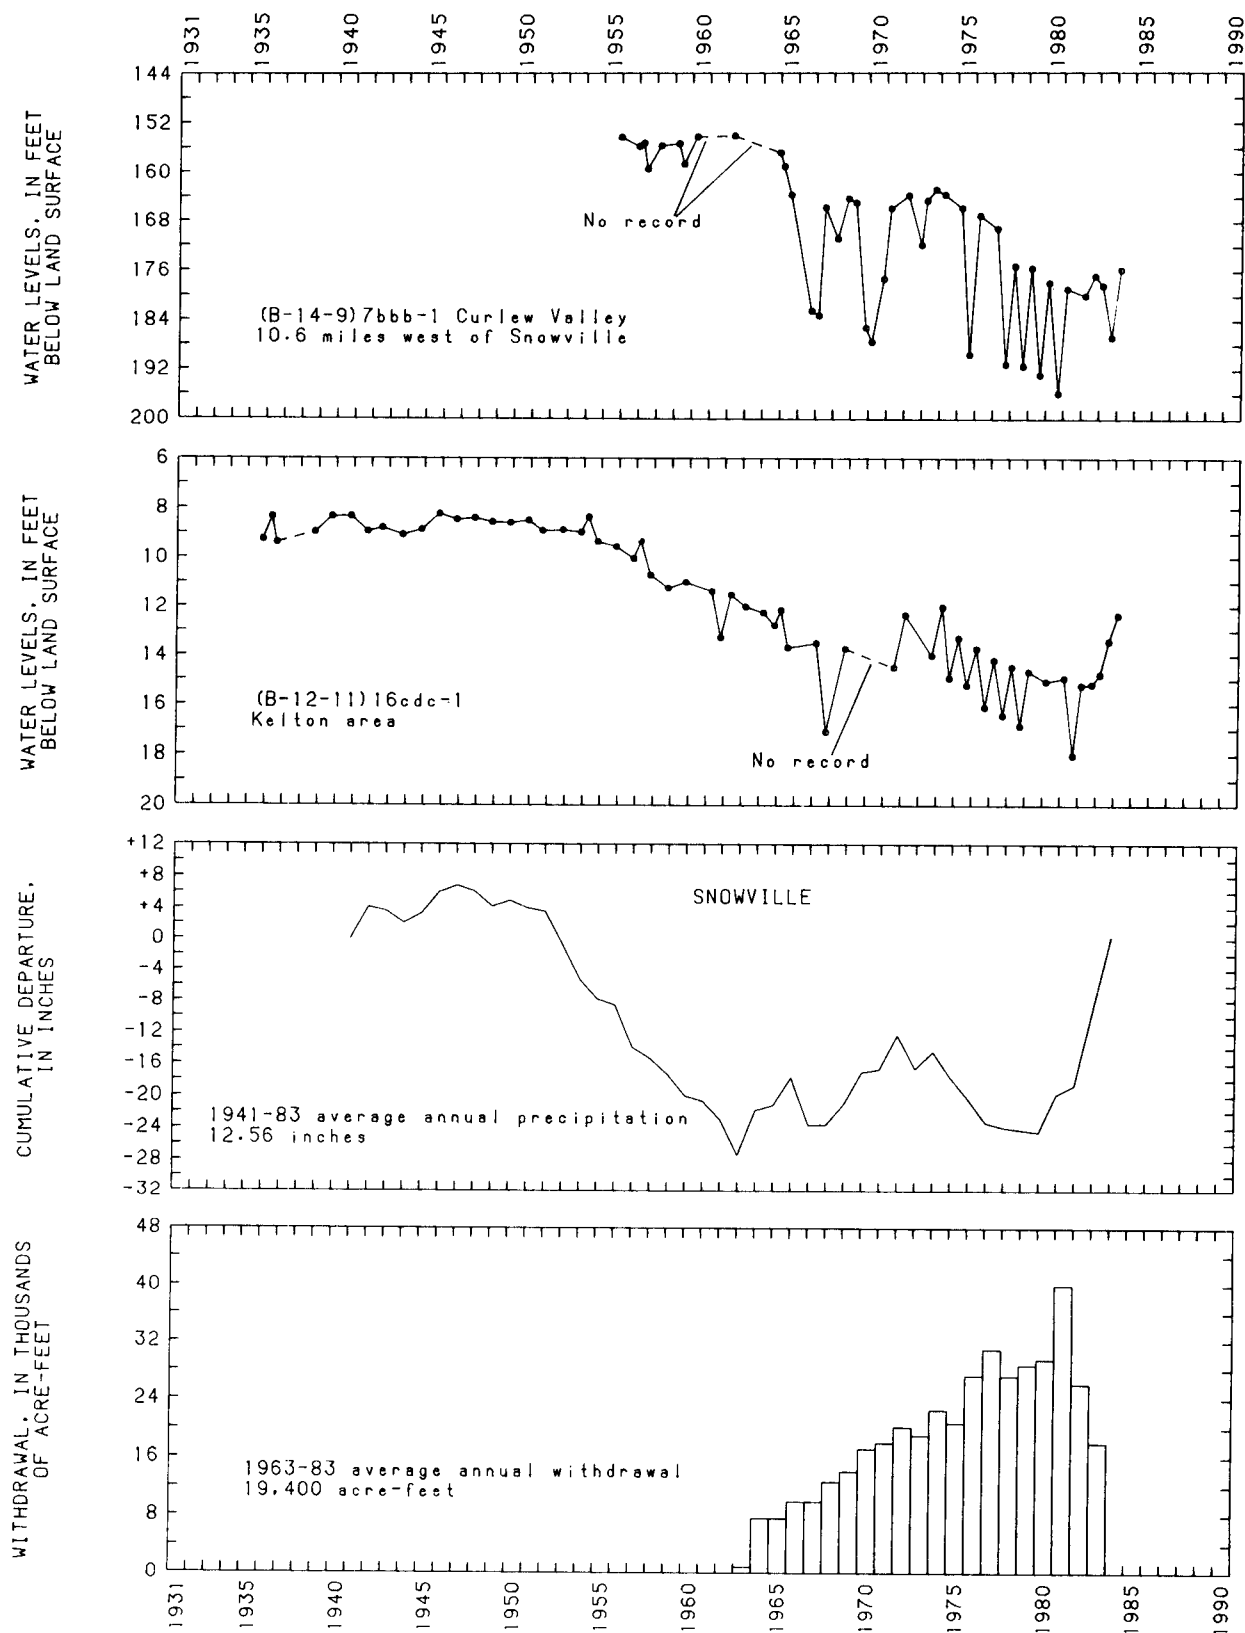 1931 1935 1940 1945 1950 1955 1960 1965 1970 1975 1980 1985 1990
WATER LEVELS, IN FEET
BELOW LAND SURFACE
144
152
160
168
176
184
192
200
No record
(B-14-9)7bbb-1 Curlew Valley
10.6 miles west of Snowville
WATER LEVELS, IN FEET
BELOW LAND SURFACE
6
8
10
12
14
16
18
20
(B-12-11)16cdc-1
Kelton area
No record
CUMULATIVE DEPARTURE,
IN INCHES
+12
+8
+4
0
-4
-8
-12
-16
-20
-24
-28
-32
SNOWVILLE
1941-83 average annual precipitation
12.56 inches
WITHDRAWAL, IN THOUSANDS
OF ACRE-FEET
48
40
32
24
16
8
0
1963-83 average annual withdrawal
19,400 acre-feet
1931 1935 1940 1945 1950 1955 1960 1965 1970 1975 1980 1985 1990